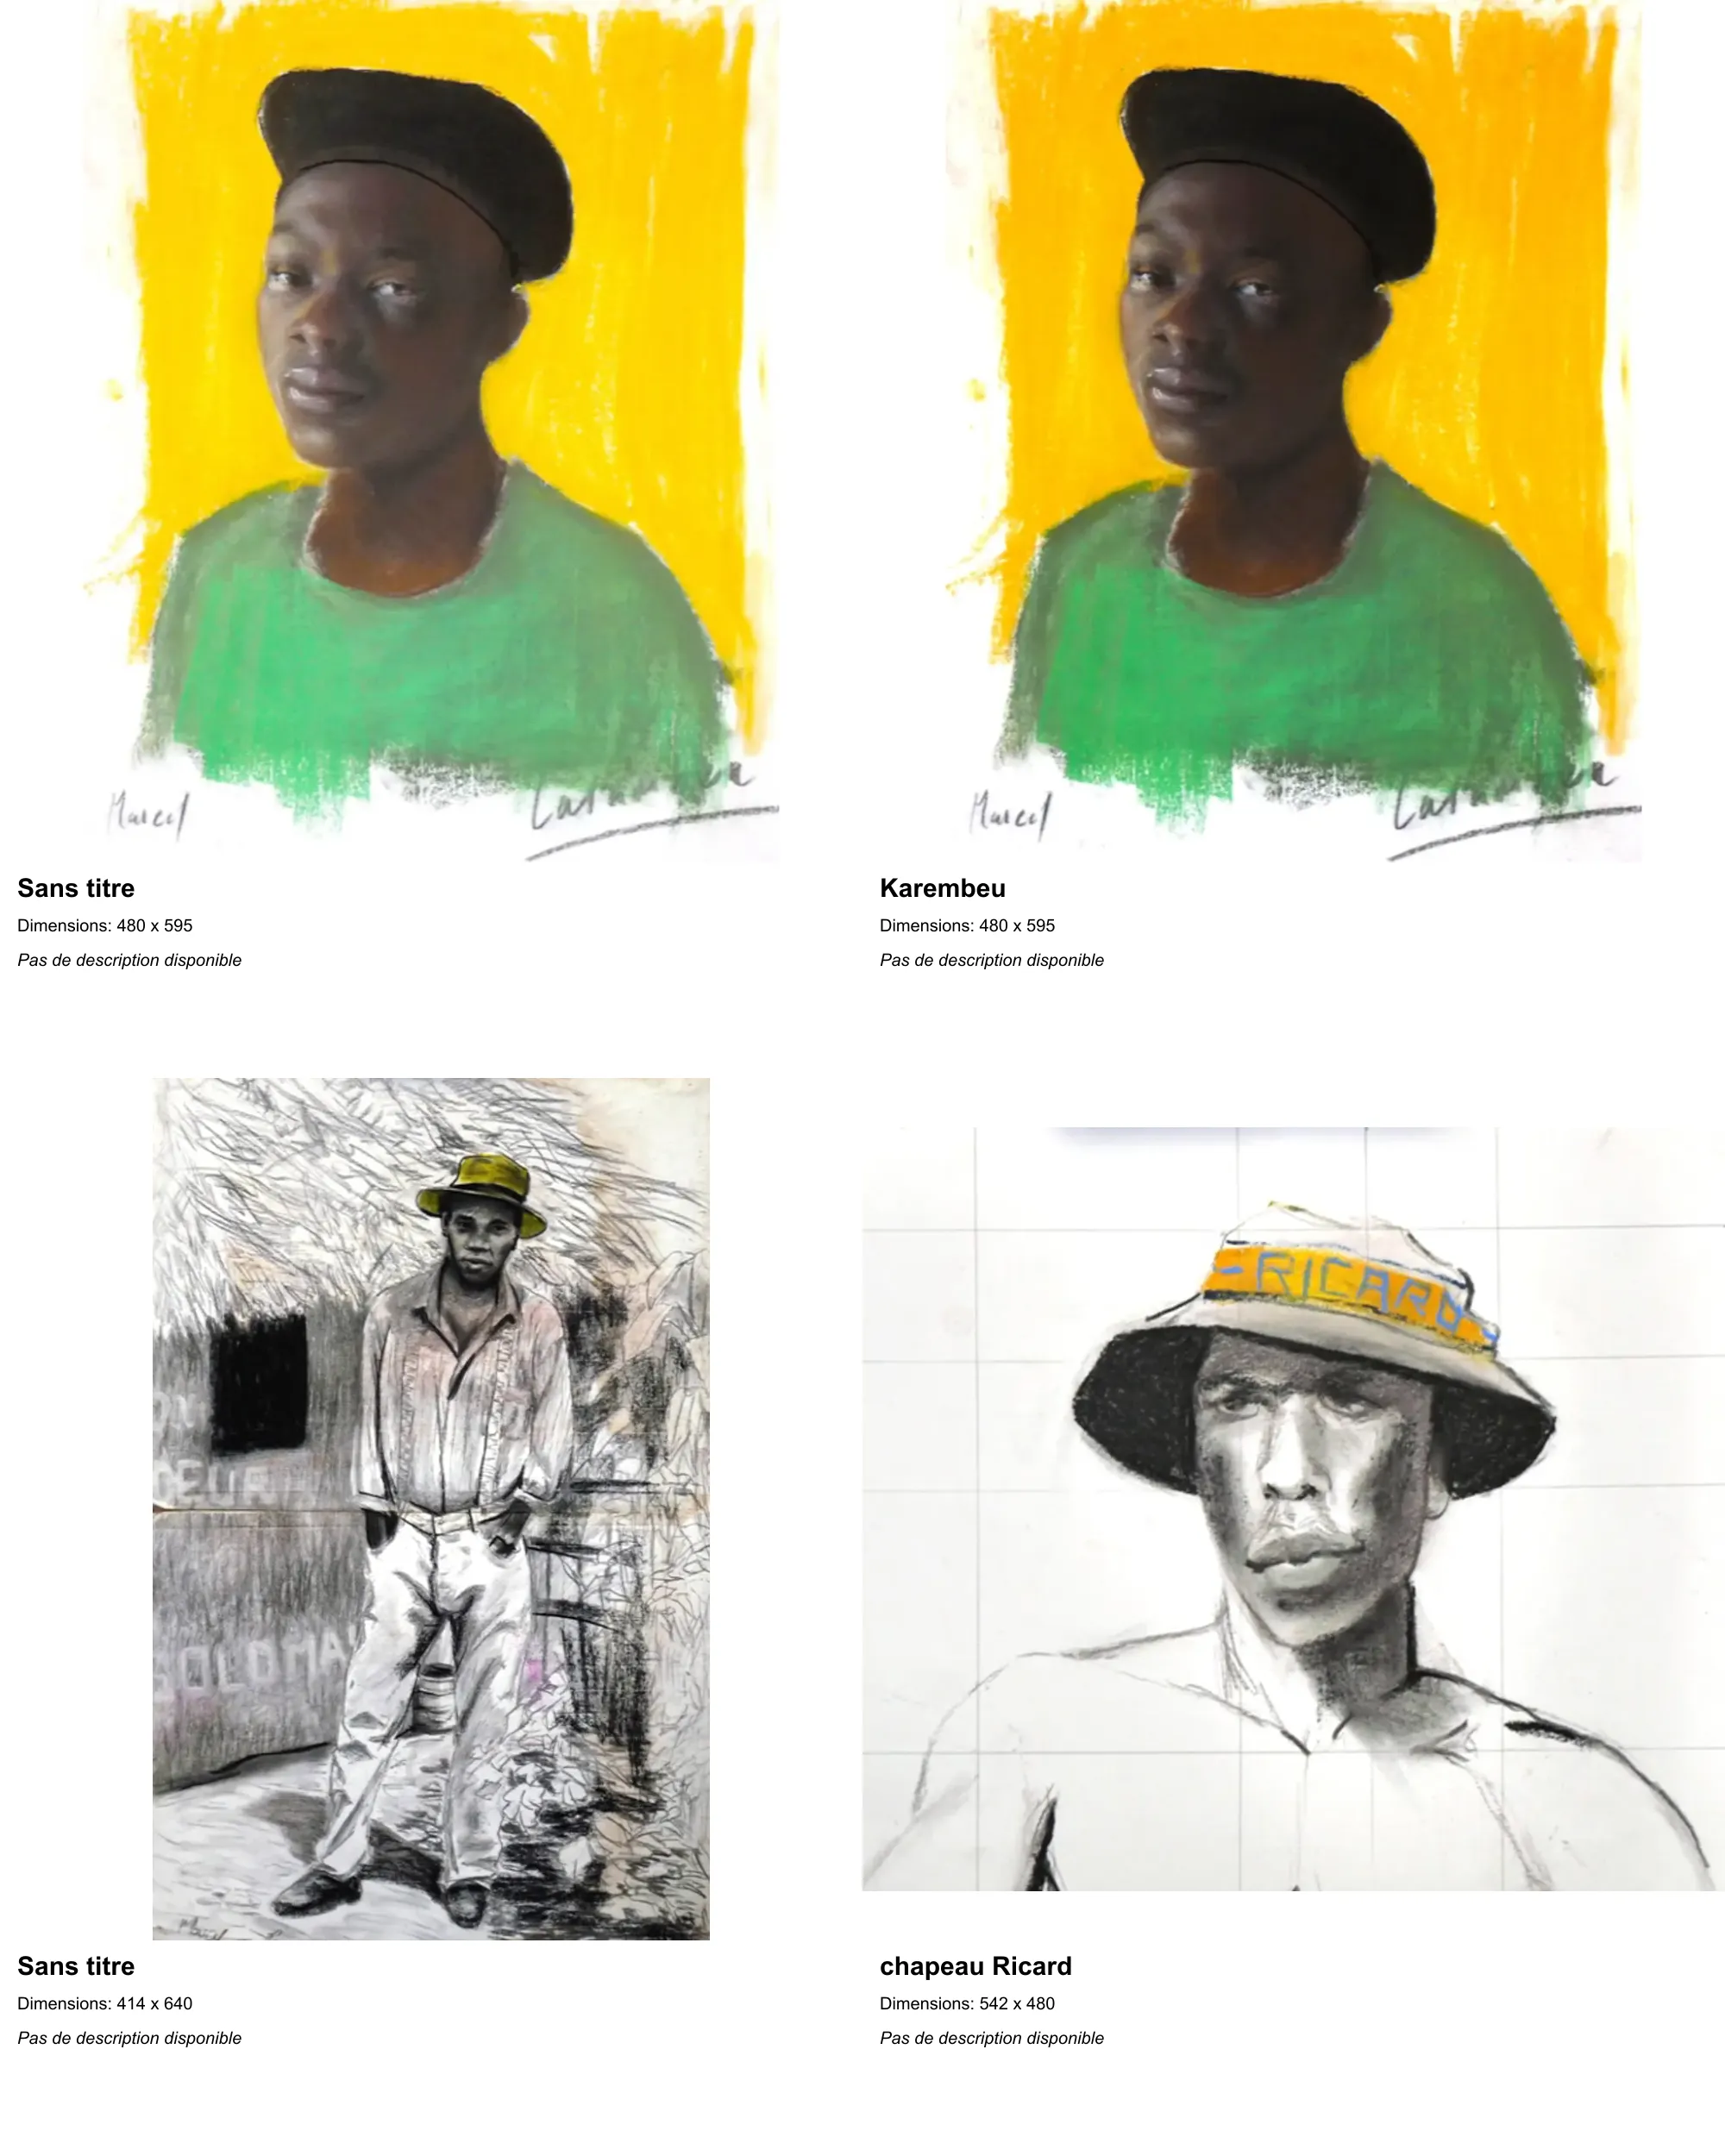 Marcel
Marcel
Sans titre
Dimensions: 480 x 595
Pas de description disponible
Karembeu
Dimensions: 480 x 595
Pas de description disponible
RICARD
SOLOMA
Sans titre
Dimensions: 414 x 640
Pas de description disponible
chapeau Ricard
Dimensions: 542 x 480
Pas de description disponible